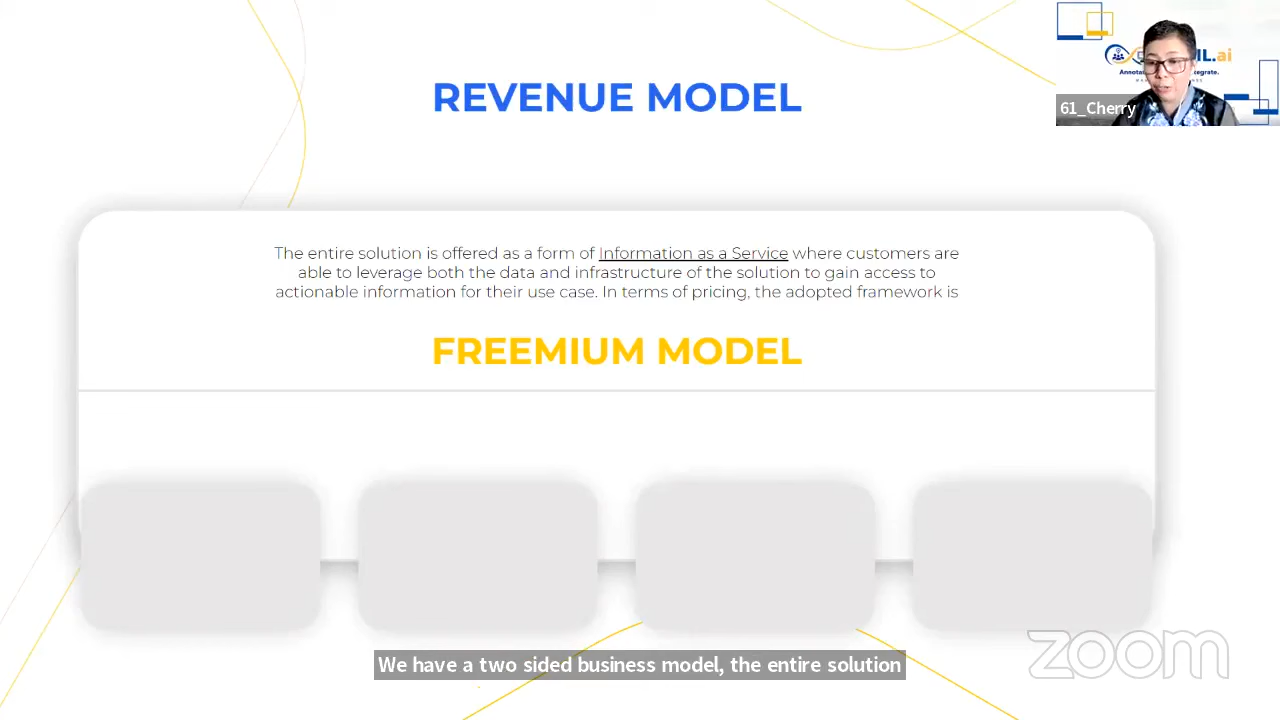 REVENUE MODEL
IL.ai
61_Cherry
The entire solution is offered as a form of Information as a Service where customers are
able to leverage both the data and infrastructure of the solution to gain access to
actionable information for their use case. In terms of pricing, the adopted framework is
FREEMIUM MODEL
zoom
We have a two sided business model, the entire solution